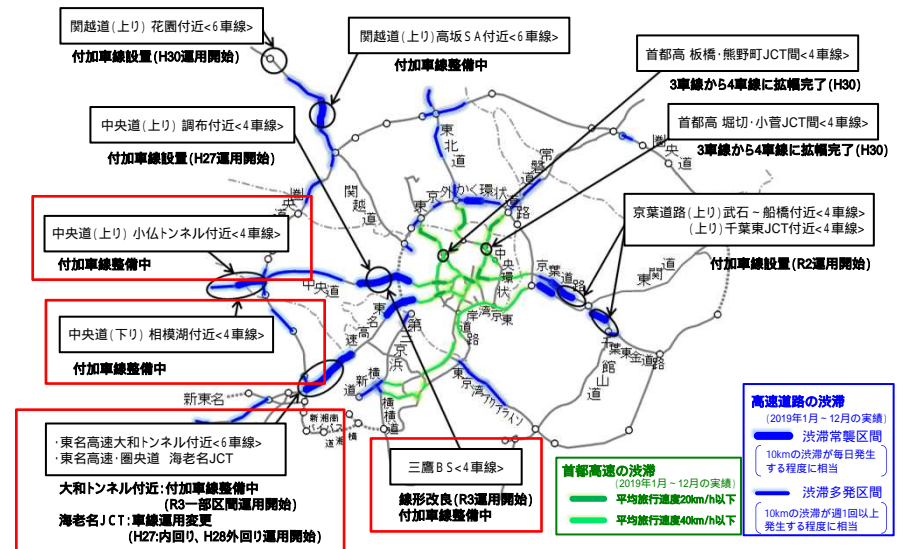 関越道(上り) 花園付近<6車線>
付加車線設置(H30運用開始)
関越道(上り)高坂SA付近<6車線>
付加車線整備中
首都高 板橋・熊野町JCT間<4車線>
3車線から4車線に拡幅完了(H30)
中央道(上り) 調布付近<4車線>
付加車線設置(H27運用開始)
首都高 堀切・小菅JCT間<4車線>
3車線から4車線に拡幅完了(H30)
京葉道路(上り)武石～船橋付近<4車線>
(上り)千葉東JCT付近<4車線>
付加車線設置(R2運用開始)
中央道(上り) 小仏トンネル付近<4車線>
付加車線整備中
中央道(下り) 相模湖付近<4車線>
付加車線整備中
圏央道
関越道
東北道
常磐道
圏央道
東京外かく環状道路
中央環状
京葉道路
東関道
中央道
東名高速
第三京浜
湾岸道路
東京
東京湾アクアライン
館山道
千葉東金道路
新東名
新湘南バイパス
横浜新道
横横道
・東名高速大和トンネル付近<6車線>
・東名高速・圏央道 海老名JCT
大和トンネル付近:付加車線整備中
(R3一部区間運用開始)
海老名JCT:車線運用変更
(H27:内回り、H28外回り運用開始)
三鷹BS<4車線>
線形改良(R3運用開始)
付加車線整備中
首都高速の渋滞
(2019年1月～12月の実績)
平均旅行速度20km/h以下
平均旅行速度40km/h以下
高速道路の渋滞
(2019年1月～12月の実績)
渋滞常襲区間
10kmの渋滞が毎日発生
する程度に相当
渋滞多発区間
10kmの渋滞が週1回以上
発生する程度に相当